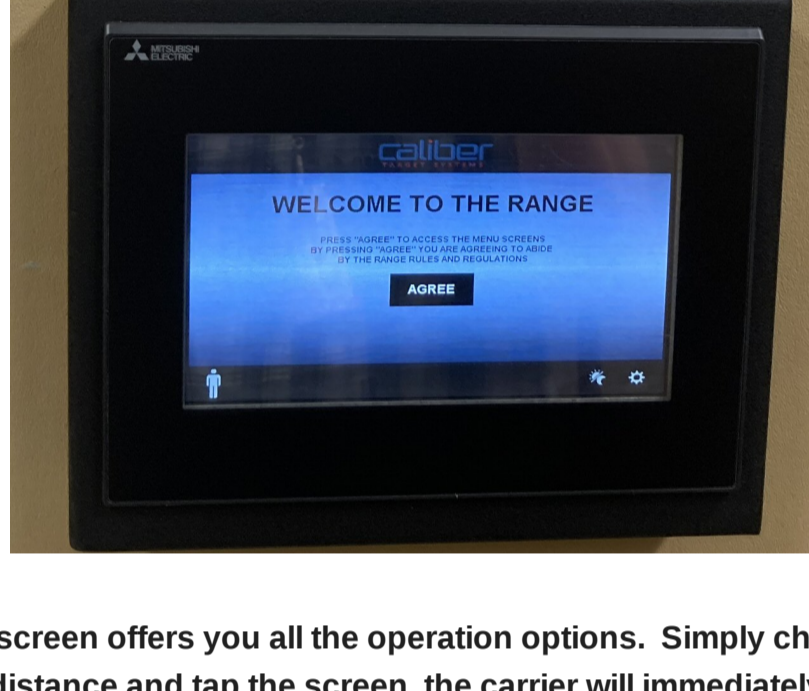 MITSUBISHI
ELECTRIC
caliber
TARGET SYSTEMS
WELCOME TO THE RANGE
PRESS "AGREE" TO ACCESS THE MENU SCREENS
BY PRESSING "AGREE" YOU ARE AGREEING TO ABIDE
BY THE RANGE RULES AND REGULATIONS
AGREE
screen offers you all the operation options.  Simply ch
distance and tap the screen, the carrier will immediatel